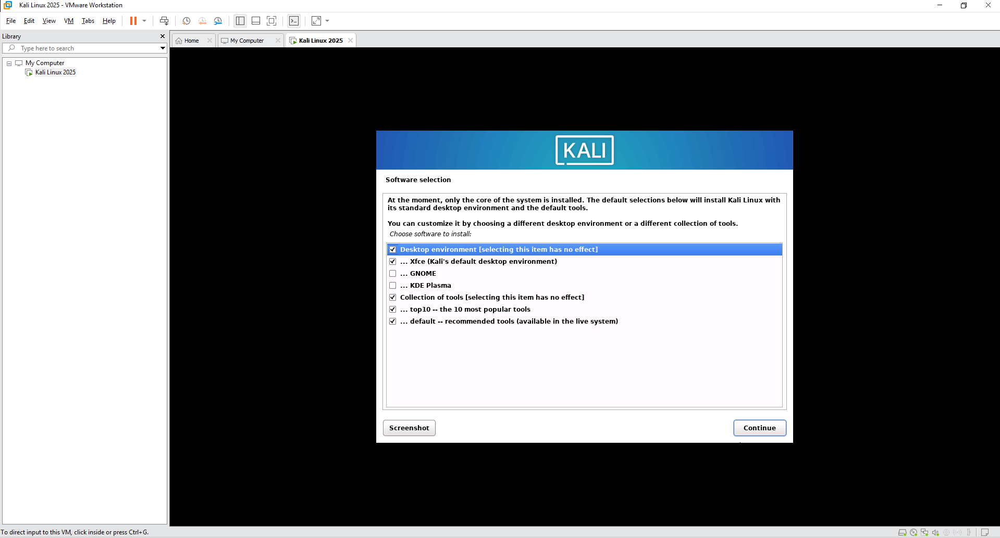 Kali Linux 2025 - VMware Workstation
File Edit View VM Tabs Help
Library
Type here to search
My Computer
Kali Linux 2025
Home My Computer Kali Linux 2025
KALI
Software selection
At the moment, only the core of the system is installed. The default selections below will install Kali Linux with
its standard desktop environment and the default tools.
You can customize it by choosing a different desktop environment or a different collection of tools.
Choose software to install:
Desktop environment [selecting this item has no effect]
... Xfce (Kali's default desktop environment)
... GNOME
... KDE Plasma
Collection of tools [selecting this item has no effect]
... top10 -- the 10 most popular tools
... default -- recommended tools (available in the live system)
Screenshot Continue
To direct input to this VM, click inside or press Ctrl+G.